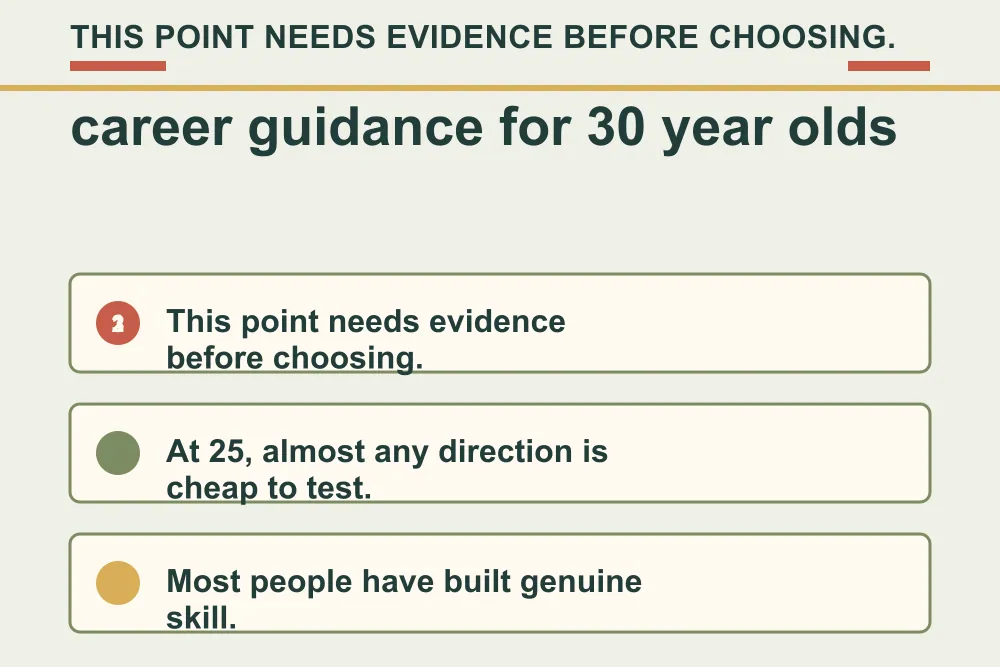 THIS POINT NEEDS EVIDENCE BEFORE CHOOSING.
career guidance for 30 year olds
This point needs evidence
before choosing.
At 25, almost any direction is
cheap to test.
Most people have built genuine
skill.